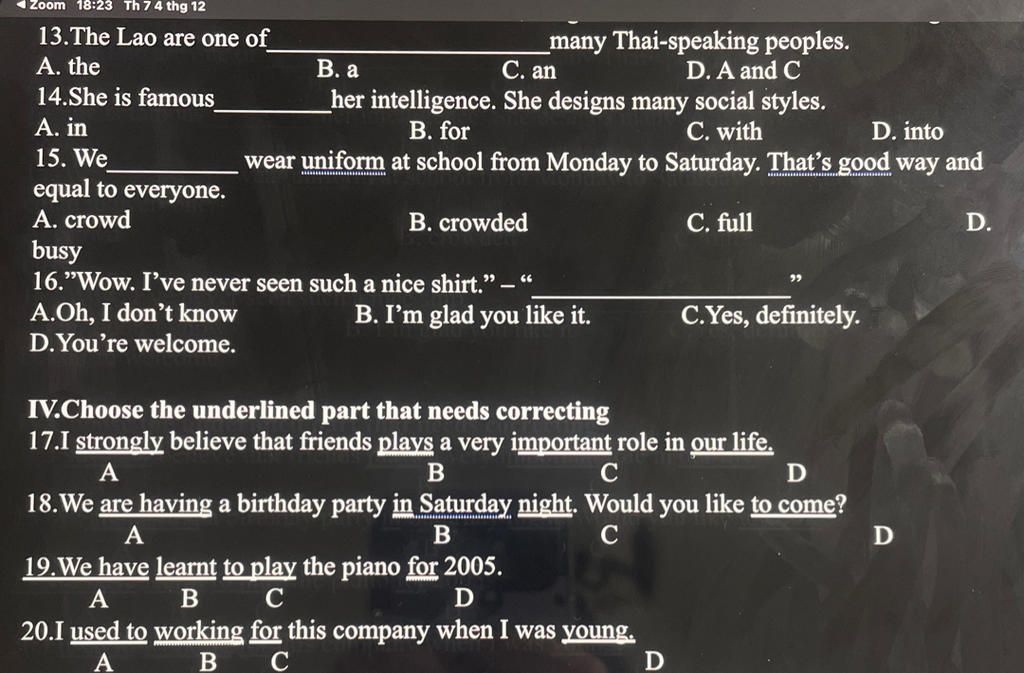 ◄ Zoom 18:23 Th 7 4 thg 12
13.The Lao are one of______________________many Thai-speaking peoples.
A. the B. a C. an D. A and C
14.She is famous_________her intelligence. She designs many social styles.
A. in B. for C. with D. into
15. We__________ wear uniform at school from Monday to Saturday. That's good way and
equal to everyone.
A. crowd B. crowded C. full D.
busy
16."Wow. I've never seen such a nice shirt." – "____________________"
A.Oh, I don't know B. I'm glad you like it. C.Yes, definitely.
D.You're welcome.
IV.Choose the underlined part that needs correcting
17.I strongly believe that friends plays a very important role in our life.
A B C D
18.We are having a birthday party in Saturday night. Would you like to come?
A B C D
19.We have learnt to play the piano for 2005.
A B C D
20.I used to working for this company when I was young.
A B C D